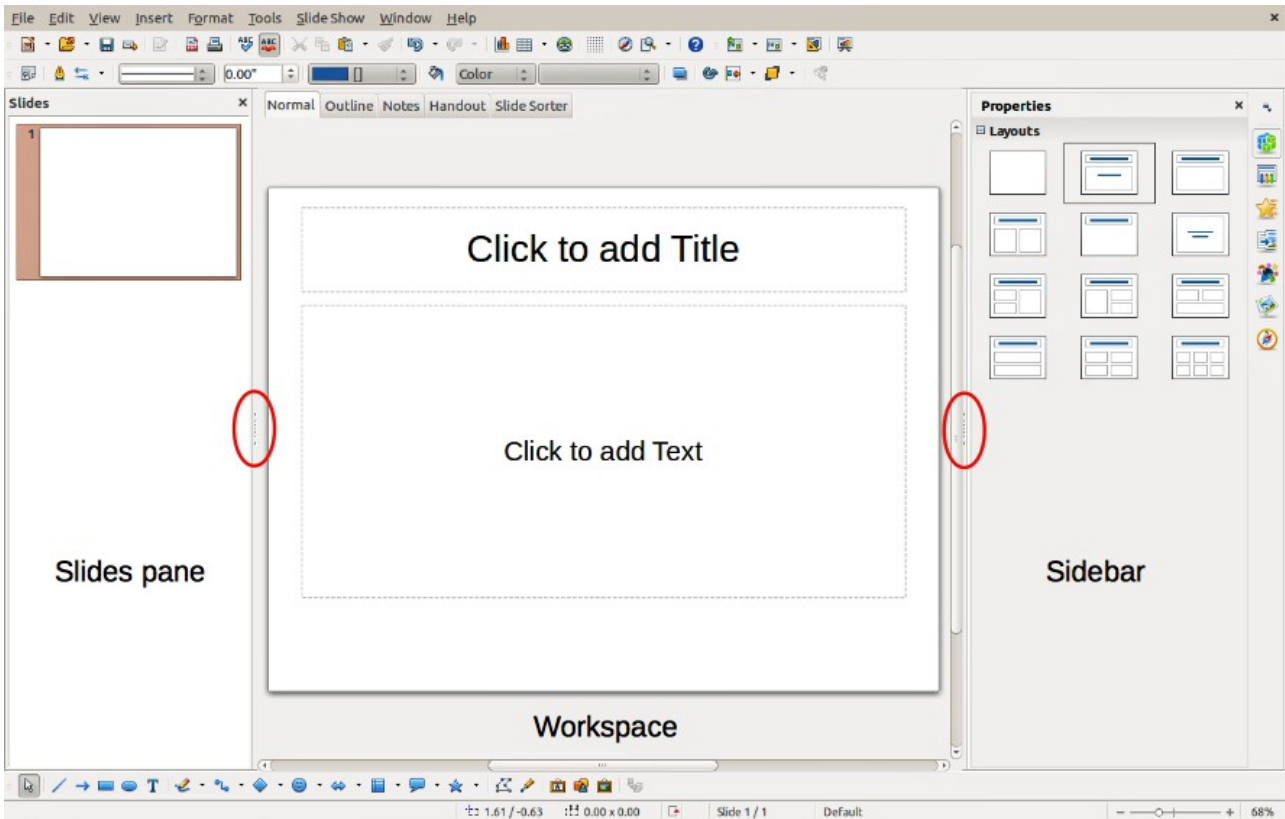 File Edit View Insert Format Tools Slide Show Window Help ×
0.00" Color
Slides ×
Normal Outline Notes Handout Slide Sorter
Properties ×
Layouts
1
Click to add Title
Click to add Text
Slides pane
Sidebar
Workspace
1.61 / -0.63 0.00 x 0.00 Slide 1 / 1 Default 68%